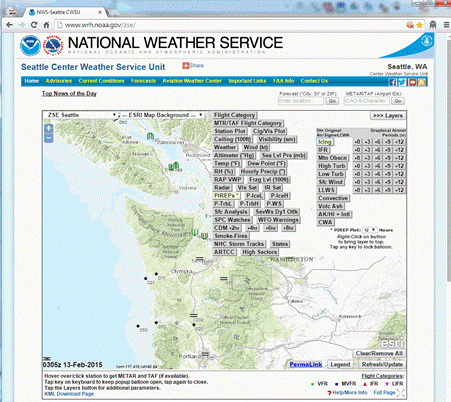 NWS-Seattle CWSU
www.wrh.noaa.gov/zse/
NATIONAL WEATHER SERVICE
NATIONAL OCEANIC AND ATMOSPHERIC ADMINISTRATION
Seattle Center Weather Service Unit
Share
Seattle, WA
Center Weather Service Unit
Home Advisories Current Conditions Forecasts Aviation Weather Center Important Links FAA Info Contact Us
Top News of the Day
Forecast (City, St/ or ZIP):
METAR/TAF (Airport IDs):
Enter location... Go
ICAO 4-Character Go
ZSE Seattle
... ESRI Map Background ...
Flight Category
>>> Layers
MTR/TAF Flight Category
Station Plot Cig/Vis Plot
Ceiling (100ft) Visibility (wm)
Weather Wind (kt)
Altimeter ("Hg) Sea Lvl Prs (mb)
Temp (°F) Dew Point (°F)
RH (%) Hourly Precip (")
RAP VWP Frzg Lvl (100ft)
Radar Vis Sat IR Sat
PIREPs * P-IceL P-IceH
P-TrbL P-TrbH P-WS
Sfc Analysis SevWx Dy1 Otlk
SPC Watches WFO Warnings
CDM +2hr +4hr +6hr +8hr
Smoke-Fires
NHC Storm Tracks States
ARTCC High Sectors
Icing +0 +3 +6 +9 +12
IFR +0 +3 +6 +9 +12
Mtn Obscn +0 +3 +6 +9 +12
High Turb +0 +3 +6 +9 +12
Low Turb +0 +3 +6 +9 +12
Sfc Wind +0 +3 +6 +9 +12
LLWS +0 +3 +6 +9 +12
Convective
Volc Ash
AK/HI + Intl
CWA
* PIREP Plot: 12 Hours
Right-Click on button
to bring layer to top.
Tap any key to lock balloon.
Vancouver
Victoria
Seattle
Olympia
WASHINGTON
Portland
esri
Clear/Remove All
0305z 13-Feb-2015
PermaLink Legend Refresh/Update
Hover over/click station to get METAR and TAF (if available).
Tap key on keyboard to keep popup balloon open, tap again to close.
Tap the Layers button for additional parameters.
KML Download Page
Flight Categories:
VFR MVFR IFR LIFR
Help/More Info Full Page